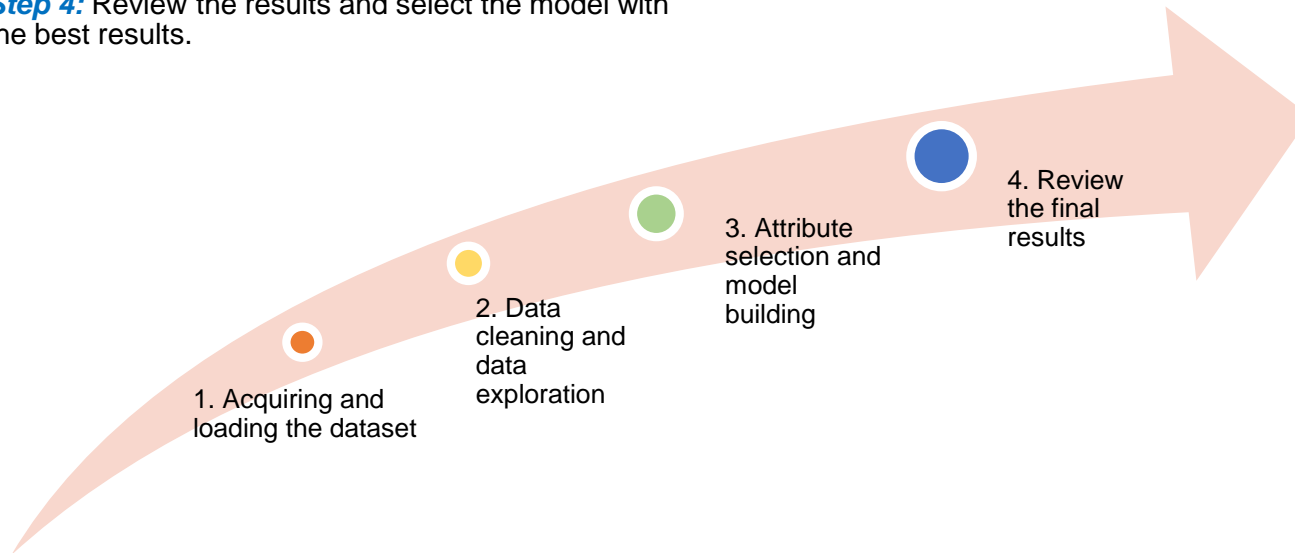 Step 4: Review the results and select the model with
he best results.
1. Acquiring and
loading the dataset
2. Data
cleaning and
data
exploration
3. Attribute
selection and
model
building
4. Review
the final
results